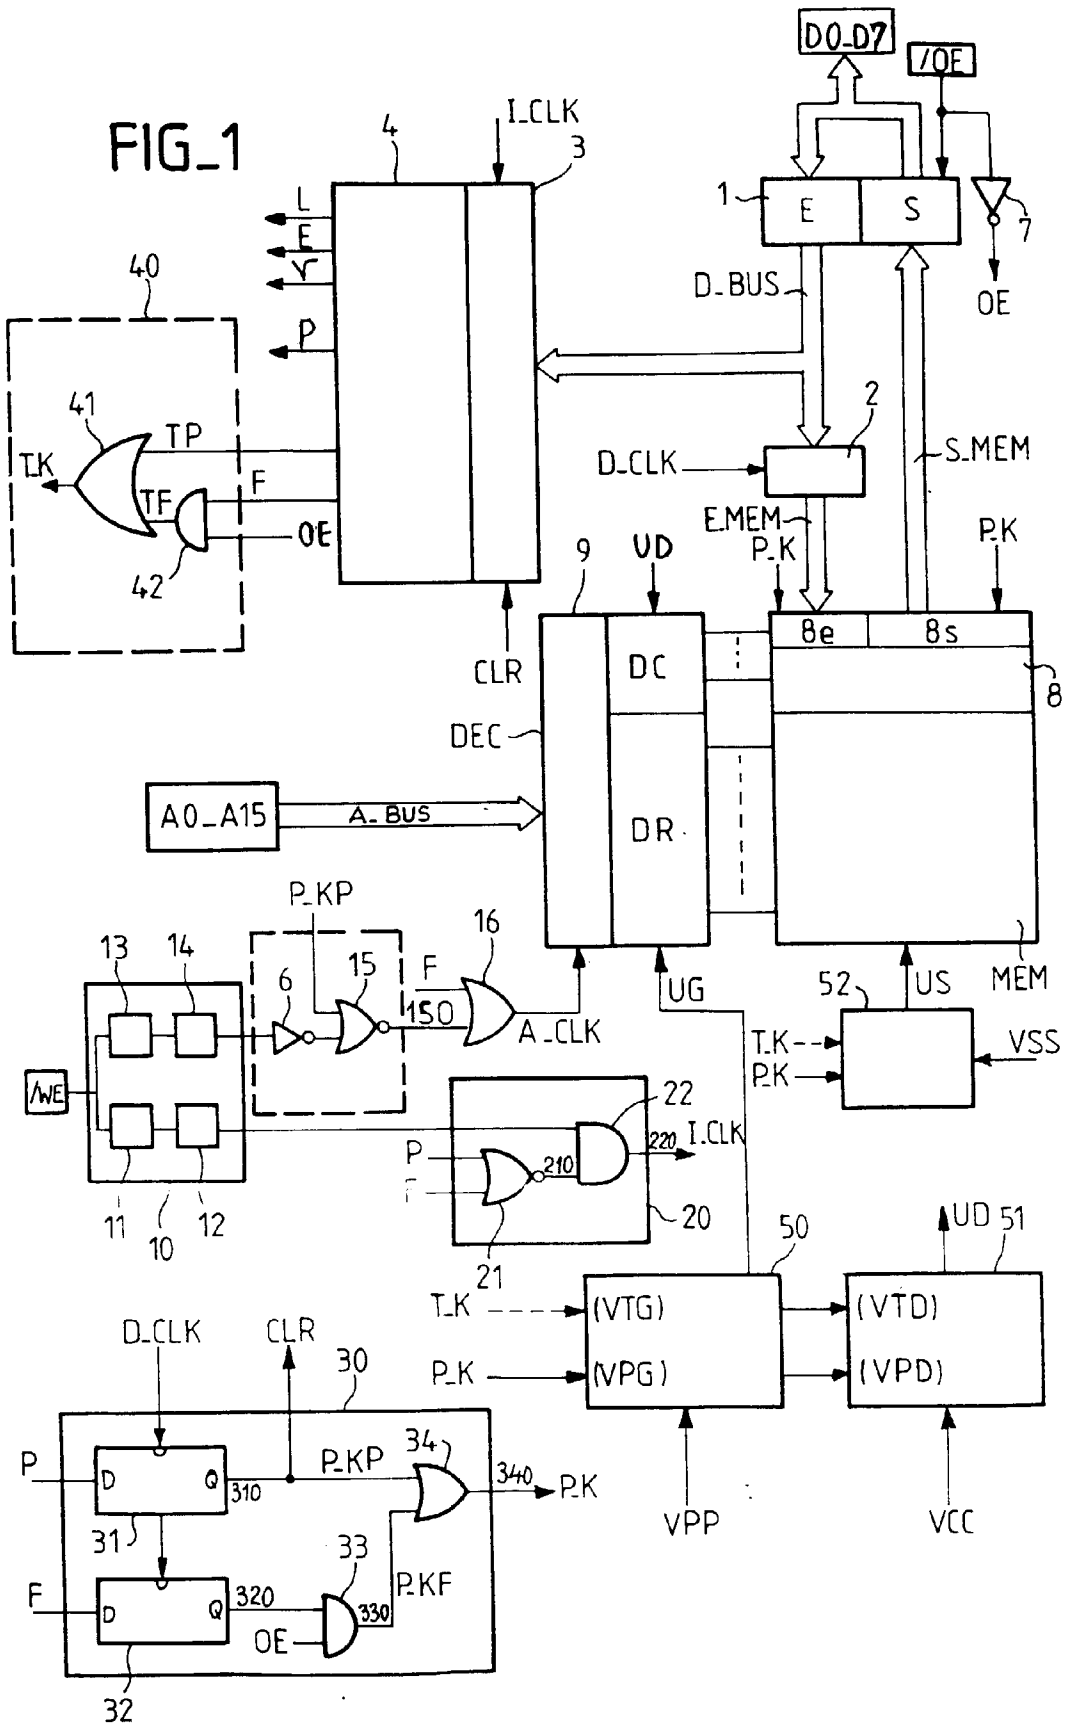 D0_D7
/OE
FIG_1
4
I_CLK
3
1
E
S
7
L
E
V
P
D_BUS
OE
40
41
TP
T_K
TF
F
OE
42
2
D_CLK
S_MEM
E_MEM
P_K
P_K
9
UD
8e
8s
8
CLR
DC
DEC
A0_A15
A_BUS
DR
MEM
P_KP
16
13
14
6
15
F
150
A_CLK
UG
52
US
T_K
P_K
VSS
/WE
22
P
210
220
I_CLK
F
21
20
11
10
12
50
UD
51
T_K
(VTG)
(VTD)
P_K
(VPG)
(VPD)
VPP
VCC
D_CLK
CLR
30
P
D
Q
310
P_KP
34
340
P_K
31
33
P_KF
F
D
Q
320
330
OE
32